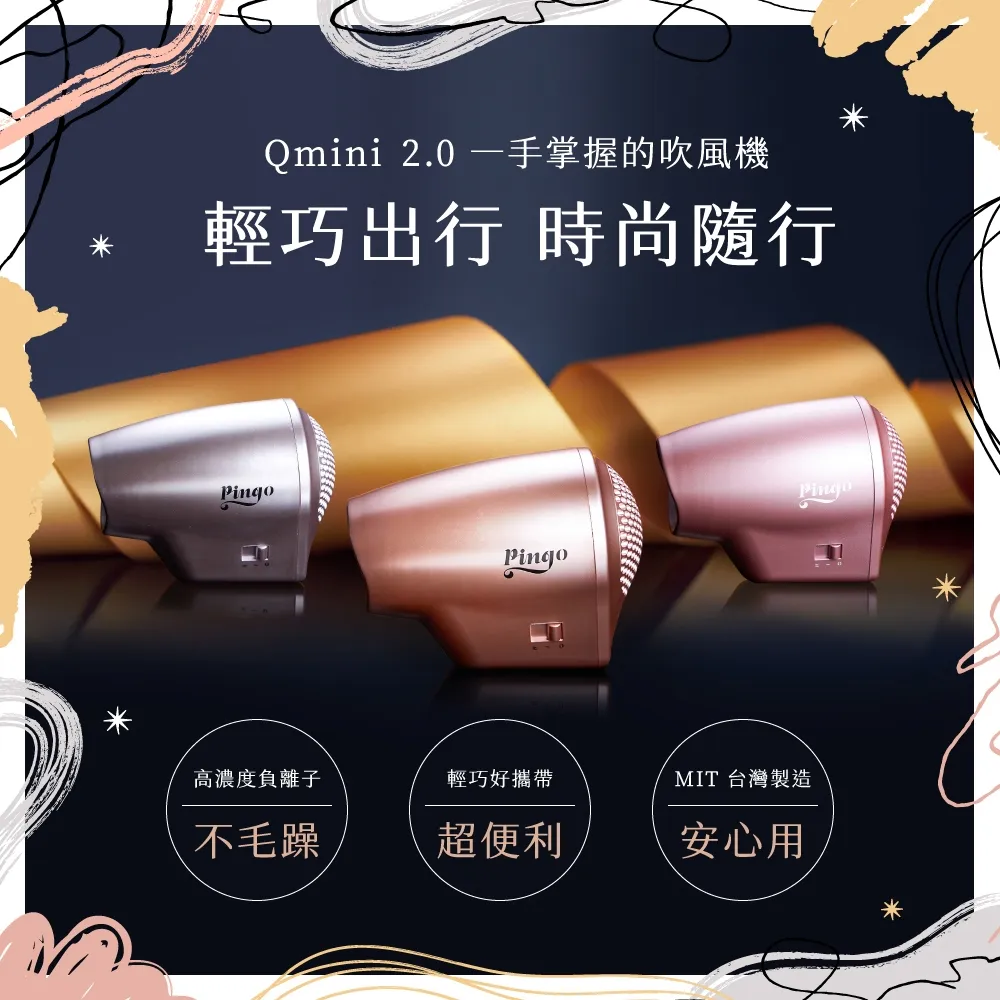 Qmini 2.0 一手掌握的吹風機
輕巧出行 時尚隨行
Pingo
Pingo
Pingo
高濃度負離子
不毛躁
輕巧好攜帶
超便利
MIT 台灣製造
安心用